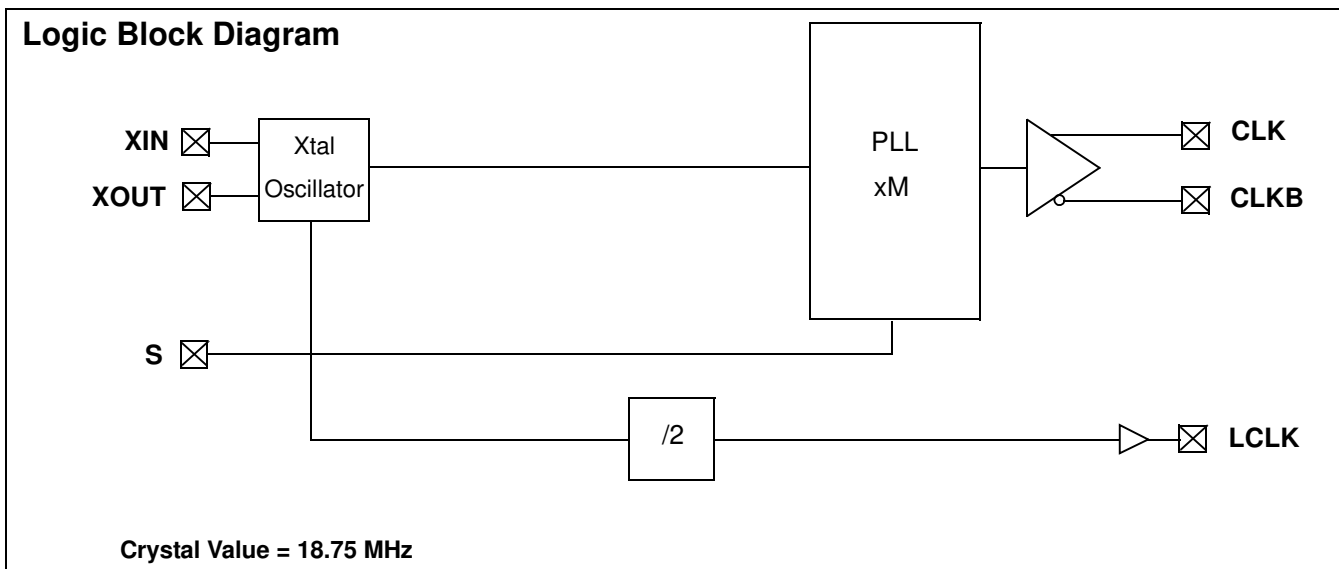 Logic Block Diagram
XIN
XOUT
Xtal
Oscillator
PLL
xM
CLK
CLKB
S
/2
LCLK
Crystal Value = 18.75 MHz